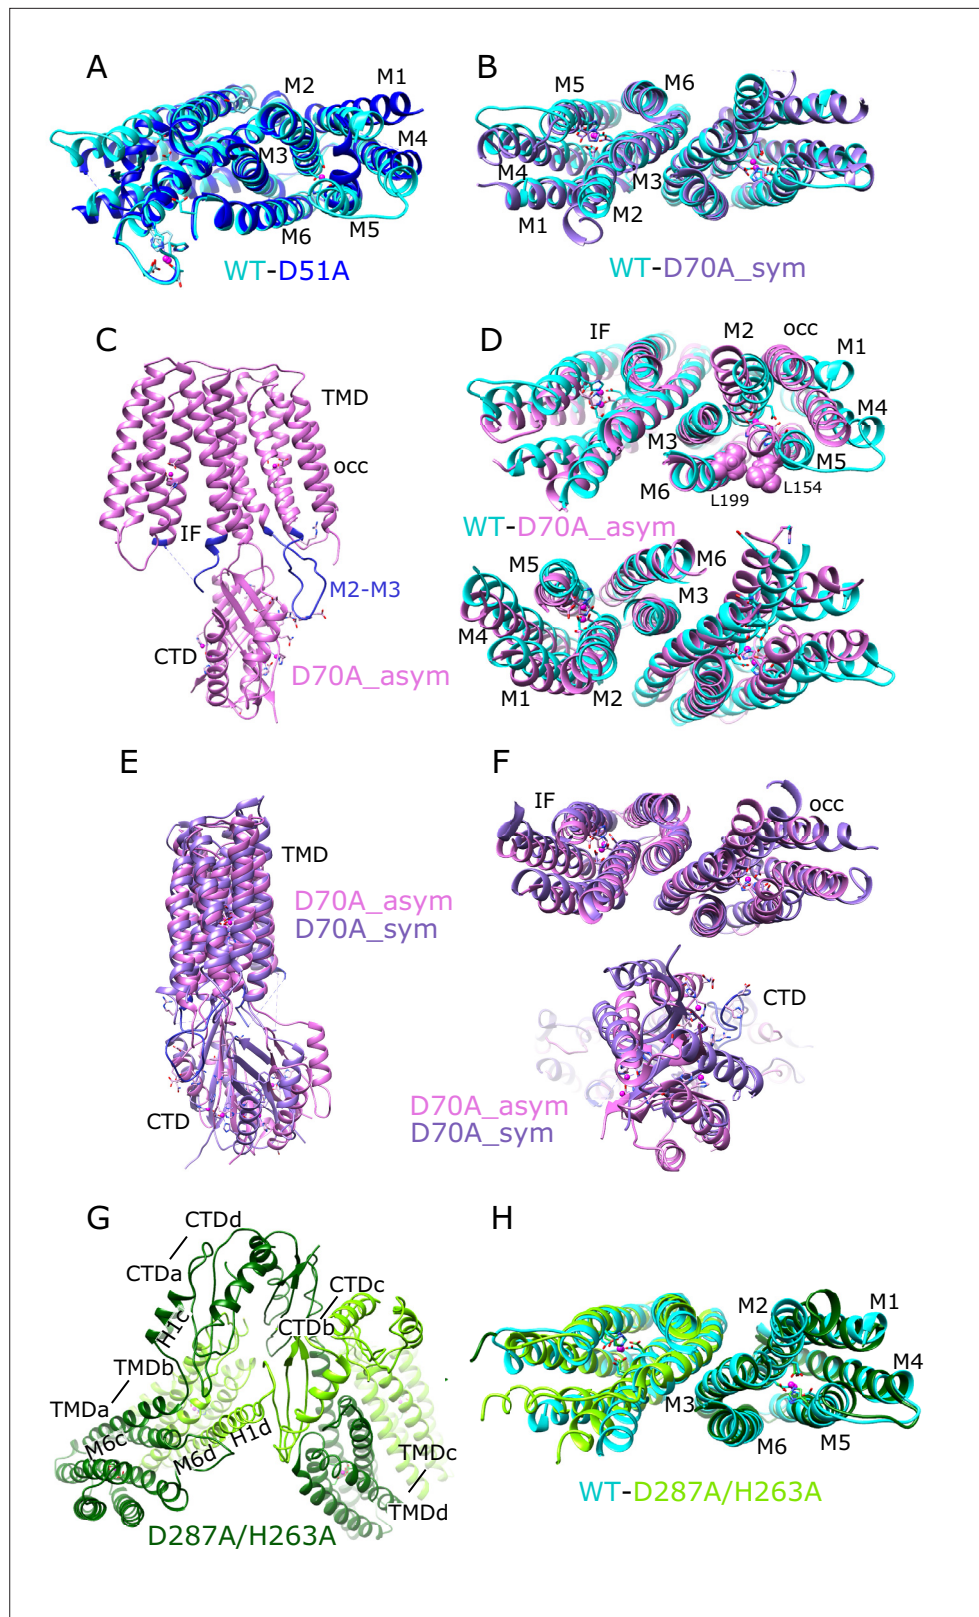 A
M2
M1
M4
M3
M6
M5
WT-D51A
B
M5
M6
M4
M3
M1
M2
WT-D70A_sym
C
TMD
occ
IF
M2-M3
CTD
D70A_asym
D
IF
M2
occ
M1
M4
M3
M5
M6
L199
L154
WT-D70A_asym
M5
M6
M3
M4
M1
M2
E
TMD
D70A_asym
D70A_sym
CTD
F
IF
occ
CTD
D70A_asym
D70A_sym
G
CTDd
CTDa
CTDc
CTDb
H1c
TMDb
TMDa
M6c
M6d
H1d
TMDc
TMDd
D287A/H263A
H
M2
M1
M4
M3
M6
M5
WT-D287A/H263A